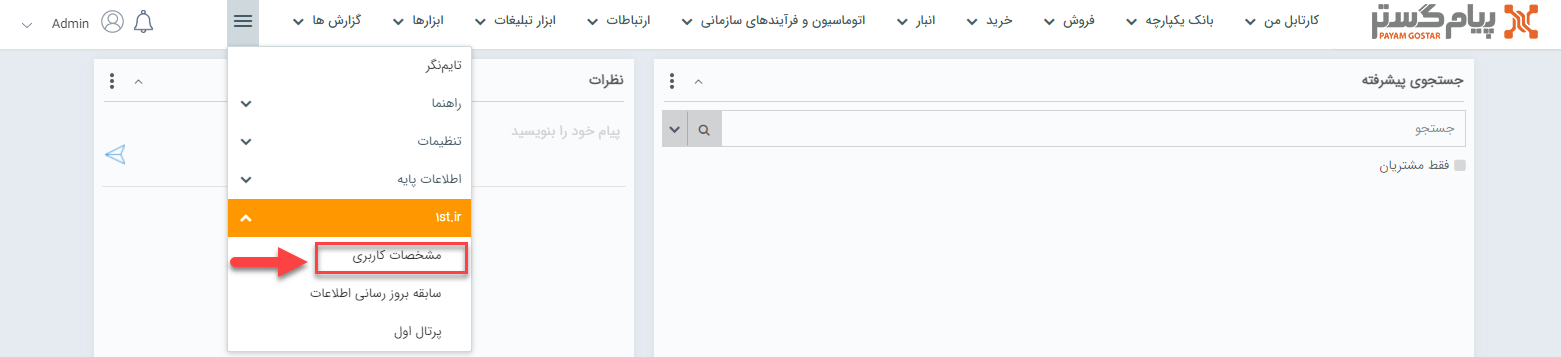 پیام گستر
PAYAM GOSTAR
کارتابل من
بانک یکپارچه
فروش
خرید
انبار
اتوماسیون و فرآیندهای سازمانی
ارتباطات
ابزار تبلیغات
ابزارها
گزارش ها
Admin
جستجوی پیشرفته
جستجو
فقط مشتریان
نظرات
پیام خود را بنویسید
تایم‌نگر
راهنما
تنظیمات
اطلاعات پایه
۱st.ir
مشخصات کاربری
سابقه بروز رسانی اطلاعات
پرتال اول